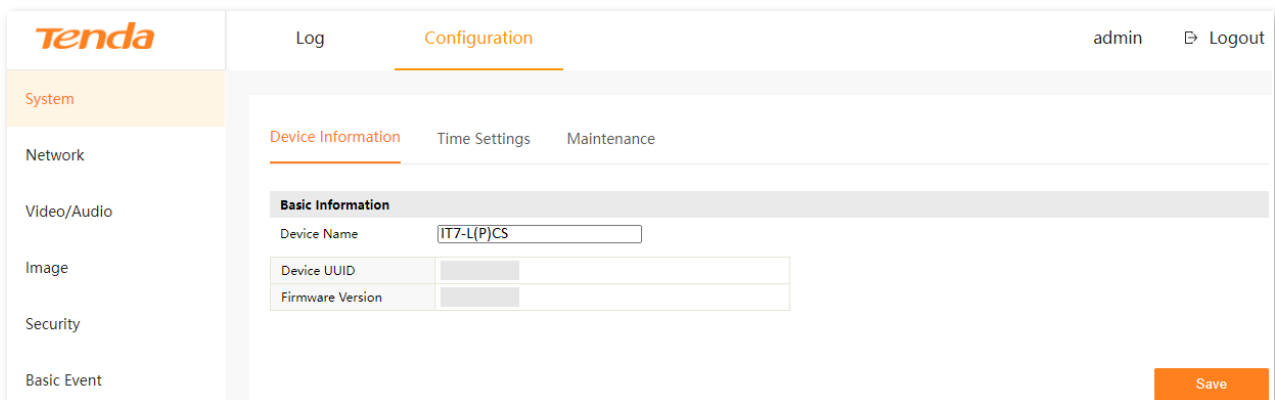 Tenda
Log
Configuration
admin
Logout
System
Network
Video/Audio
Image
Security
Basic Event
Device Information
Time Settings
Maintenance
Basic Information
Device Name
IT7-L(P)CS
Device UUID
Firmware Version
Save